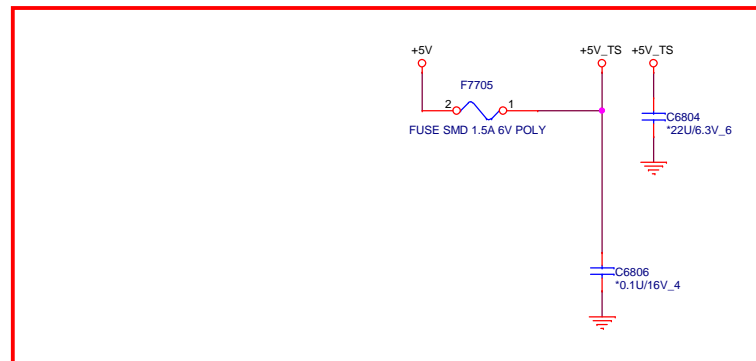 +5V
+5V_TS
+5V_TS
F7705
2
1
FUSE SMD 1.5A 6V POLY
C6804
*22U/6.3V_6
C6806
*0.1U/16V_4